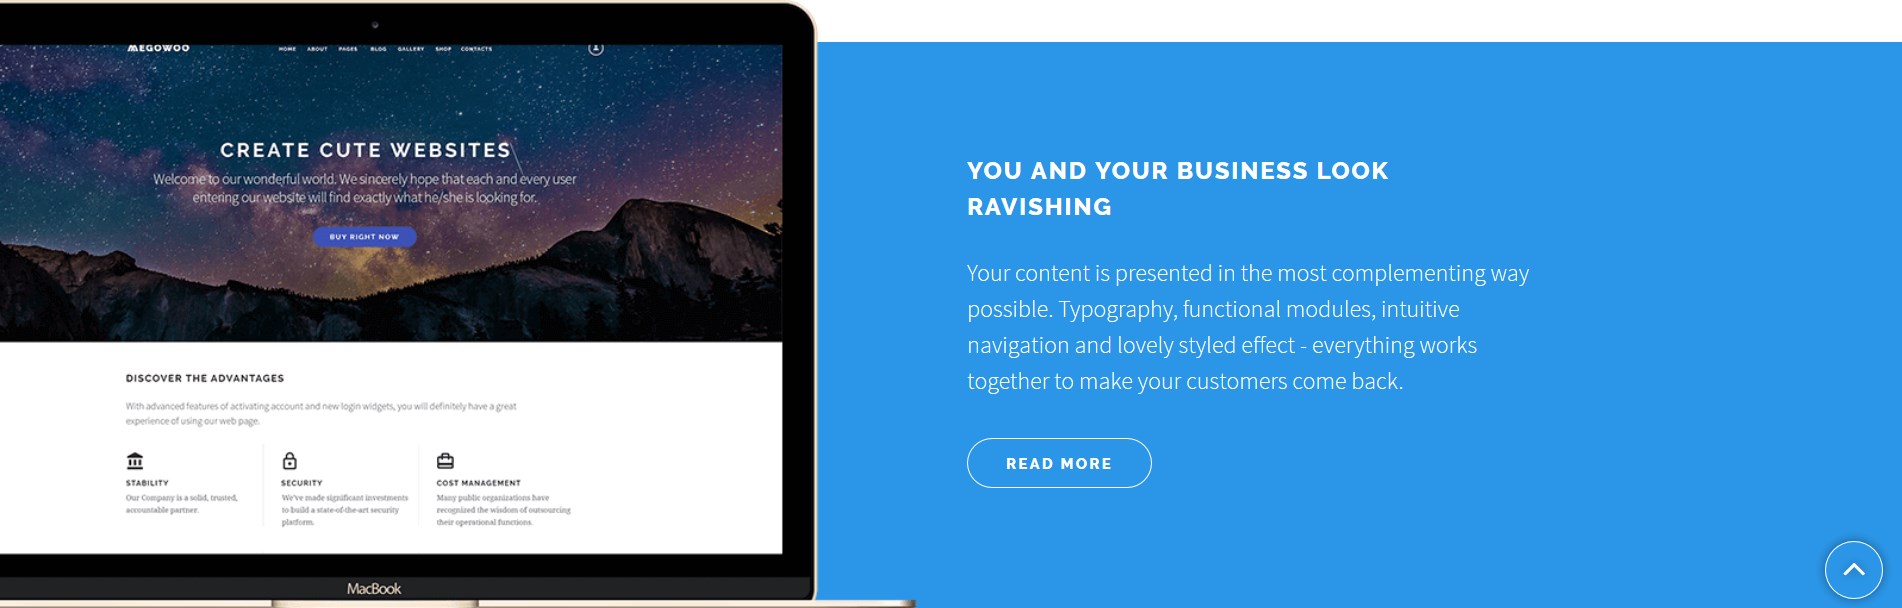 MEGOWOO
HOME ABOUT PAGES BLOG GALLERY SHOP CONTACTS
CREATE CUTE WEBSITES
Welcome to our wonderful world. We sincerely hope that each and every user
entering our website will find exactly what he/she is looking for.
BUY RIGHT NOW
DISCOVER THE ADVANTAGES
With advanced features of activating account and new login widgets, you will definitely have a great
experience of using our web page.
STABILITY
Our Company is a solid, trusted,
accountable partner.
SECURITY
We've made significant investments
to build a state-of-the-art security
platform.
COST MANAGEMENT
Many public organizations have
recognized the wisdom of outsourcing
their operational functions.
MacBook
YOU AND YOUR BUSINESS LOOK
RAVISHING
Your content is presented in the most complementing way
possible. Typography, functional modules, intuitive
navigation and lovely styled effect - everything works
together to make your customers come back.
READ MORE